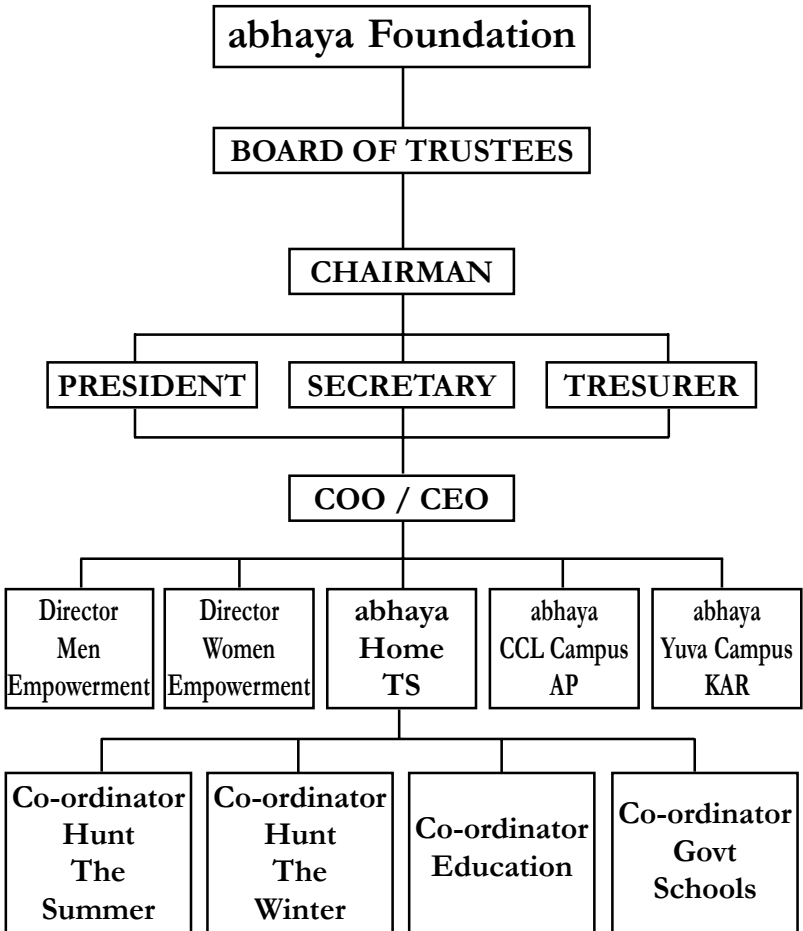 abhaya Foundation
BOARD OF TRUSTEES
CHAIRMAN
PRESIDENT
SECRETARY
TRESURER
COO / CEO
Director
Men
Empowerment
Director
Women
Empowerment
abhaya
Home
TS
abhaya
CCL Campus
AP
abhaya
Yuva Campus
KAR
Co-ordinator
Hunt
The
Summer
Co-ordinator
Hunt
The
Winter
Co-ordinator
Education
Co-ordinator
Govt
Schools